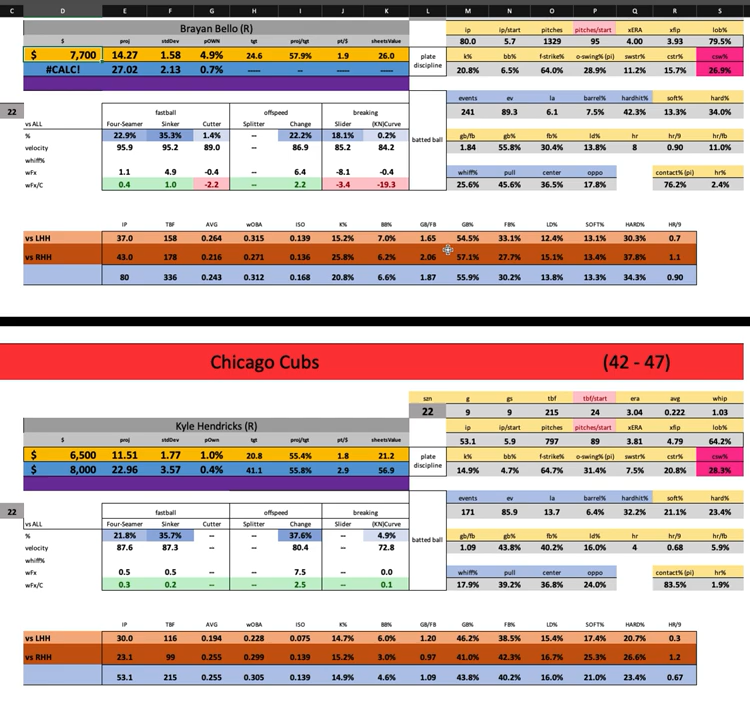 C D E F G H I J K L M N O P Q R S
Brayan Bello (R) ip ip/start pitches pitches/start xERA xfip lob%
80.0 5.7 1329 95 4.00 3.93 79.5%
$ proj stdDev pOWN tgt proj/tgt pt/$ sheetsValue
$ 7,700 14.27 1.58 4.9% 24.6 57.9% 1.9 26.0 plate discipline k% bb% f-strike% o-swing% (pi) swstr% cstr% csw%
#CALC! 27.02 2.13 0.7% ---- -- ---- ---- 20.8% 6.5% 64.0% 28.9% 11.2% 15.7% 26.9%
events ev la barrel% hardhit% soft% hard%
22 fastball offspeed breaking 241 89.3 6.1 7.5% 42.3% 13.3% 34.0%
vs ALL Four-Seamer Sinker Cutter Splitter Change Slider (KN)Curve
% 22.9% 35.3% 1.4% -- 22.2% 18.1% 0.2% batted ball gb/fb gb% fb% ld% hr hr/9 hr/fb
velocity 95.9 95.2 89.0 86.9 85.2 84.2 1.84 55.8% 30.4% 13.8% 8 0.90 11.0%
whiff%
wFx 1.1 4.9 -0.4 6.4 -8.1 -0.4 whiff% pull center oppo contact% (pi) hr%
wFx/C 0.4 1.0 -2.2 -- 2.2 -3.4 -19.3 25.6% 45.6% 36.5% 17.8% 76.2% 2.4%
IP TBF AVG wOBA ISO K% BB% GB/FB GB% FB% LD% SOFT% HARD% HR/9
vs LHH 37.0 158 0.264 0.315 0.139 15.2% 7.0% 1.65 54.5% 33.1% 12.4% 13.1% 30.3% 0.7
vs RHH 43.0 178 0.216 0.271 0.136 25.8% 6.2% 2.06 57.1% 27.7% 15.1% 13.4% 37.8% 1.1
80 336 0.243 0.312 0.168 20.8% 6.6% 1.87 55.9% 30.2% 13.8% 13.3% 34.3% 0.90
Chicago Cubs (42 - 47)
szn g gs tbf tbf/start era avg whip
22 9 9 215 24 3.04 0.222 1.03
Kyle Hendricks (R) ip ip/start pitches pitches/start xERA xfip lob%
$ proj stdDev pOwn tgt proj/tgt pt/$ sheetsValue 53.1 5.9 797 89 3.81 4.79 64.2%
$ 6,500 11.51 1.77 1.0% 20.8 55.4% 1.8 21.2 plate discipline k% bb% f-strike% o-swing% (pi) swstr% cstr% csw%
$ 8,000 22.96 3.57 0.4% 41.1 55.8% 2.9 56.9 14.9% 4.7% 64.7% 31.4% 7.5% 20.8% 28.3%
events ev la barrel% hardhit% soft% hard%
22 fastball offspeed breaking 171 85.9 13.7 6.4% 32.2% 21.1% 23.4%
vs ALL Four-Seamer Sinker Cutter Splitter Change Slider (KN)Curve
% 21.8% 35.7% -- -- 37.6% -- 4.9% batted ball gb/fb gb% fb% ld% hr hr/9 hr/fb
velocity 87.6 87.3 -- 80.4 -- 72.8 1.09 43.8% 40.2% 16.0% 4 0.68 5.9%
whiff%
wFx 0.5 0.5 -- 7.5 -- 0.0 whiff% pull center oppo contact% (pi) hr%
wFx/C 0.3 0.2 -- -- 2.5 -- 0.1 17.9% 39.2% 36.8% 24.0% 83.5% 1.9%
IP TBF AVG wOBA ISO K% BB% GB/FB GB% FB% LD% SOFT% HARD% HR/9
vs LHH 30.0 116 0.194 0.228 0.075 14.7% 6.0% 1.20 46.2% 38.5% 15.4% 17.4% 20.7% 0.3
vs RHH 23.1 99 0.255 0.299 0.139 15.2% 3.0% 0.97 41.0% 42.3% 16.7% 25.3% 26.6% 1.2
53.1 215 0.255 0.305 0.139 14.9% 4.6% 1.09 43.8% 40.2% 16.0% 21.0% 23.4% 0.67